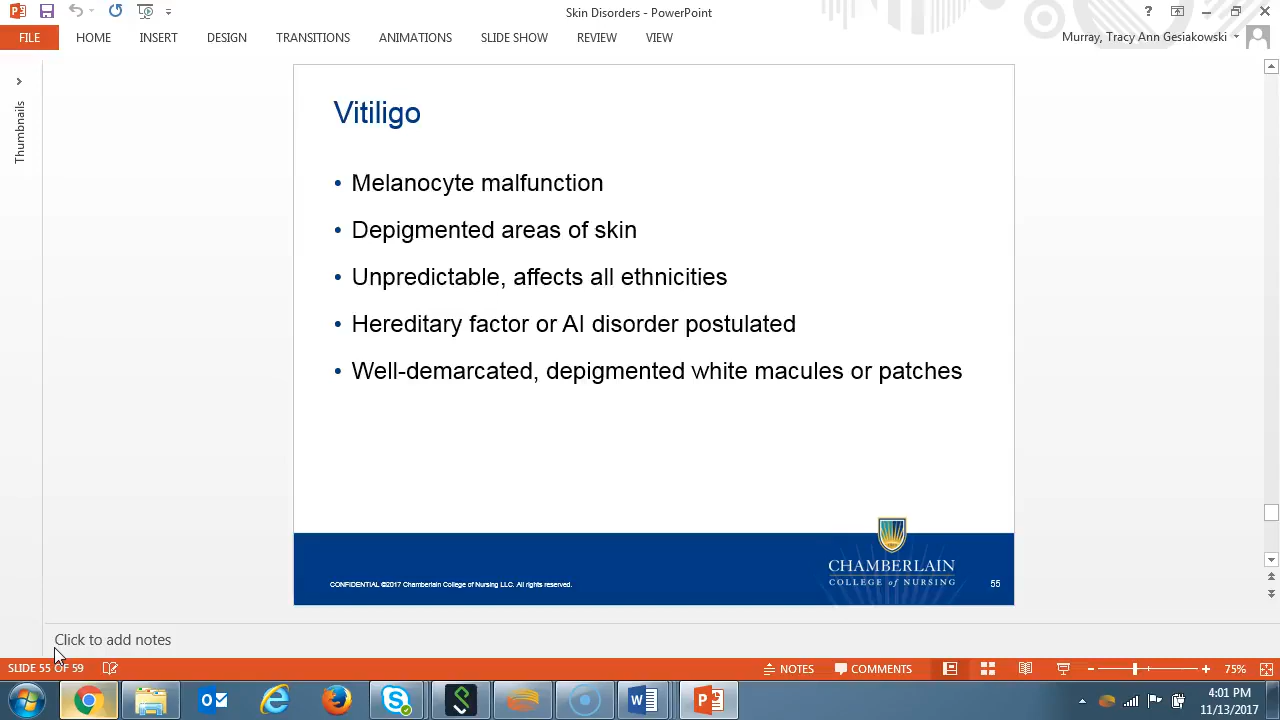 Skin Disorders - PowerPoint
?
FILE HOME INSERT DESIGN TRANSITIONS ANIMATIONS SLIDE SHOW REVIEW VIEW Murray, Tracy Ann Gesiakowski
Thumbnails
Vitiligo
• Melanocyte malfunction
• Depigmented areas of skin
• Unpredictable, affects all ethnicities
• Hereditary factor or AI disorder postulated
• Well-demarcated, depigmented white macules or patches
CHAMBERLAIN
COLLEGE of NURSING
CONFIDENTIAL ©2017 Chamberlain College of Nursing LLC. All rights reserved.
55
Click to add notes
SLIDE 55 OF 59 NOTES COMMENTS 75%
4:01 PM
11/13/2017